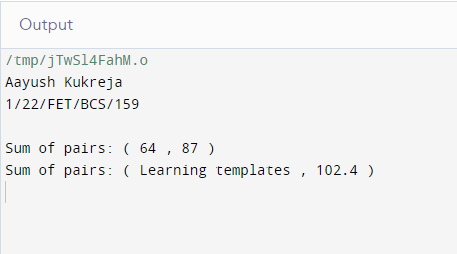 Output
/tmp/jTwSl4FahM.o
Aayush Kukreja
1/22/FET/BCS/159
Sum of pairs: ( 64 , 87 )
Sum of pairs: ( Learning templates , 102.4 )